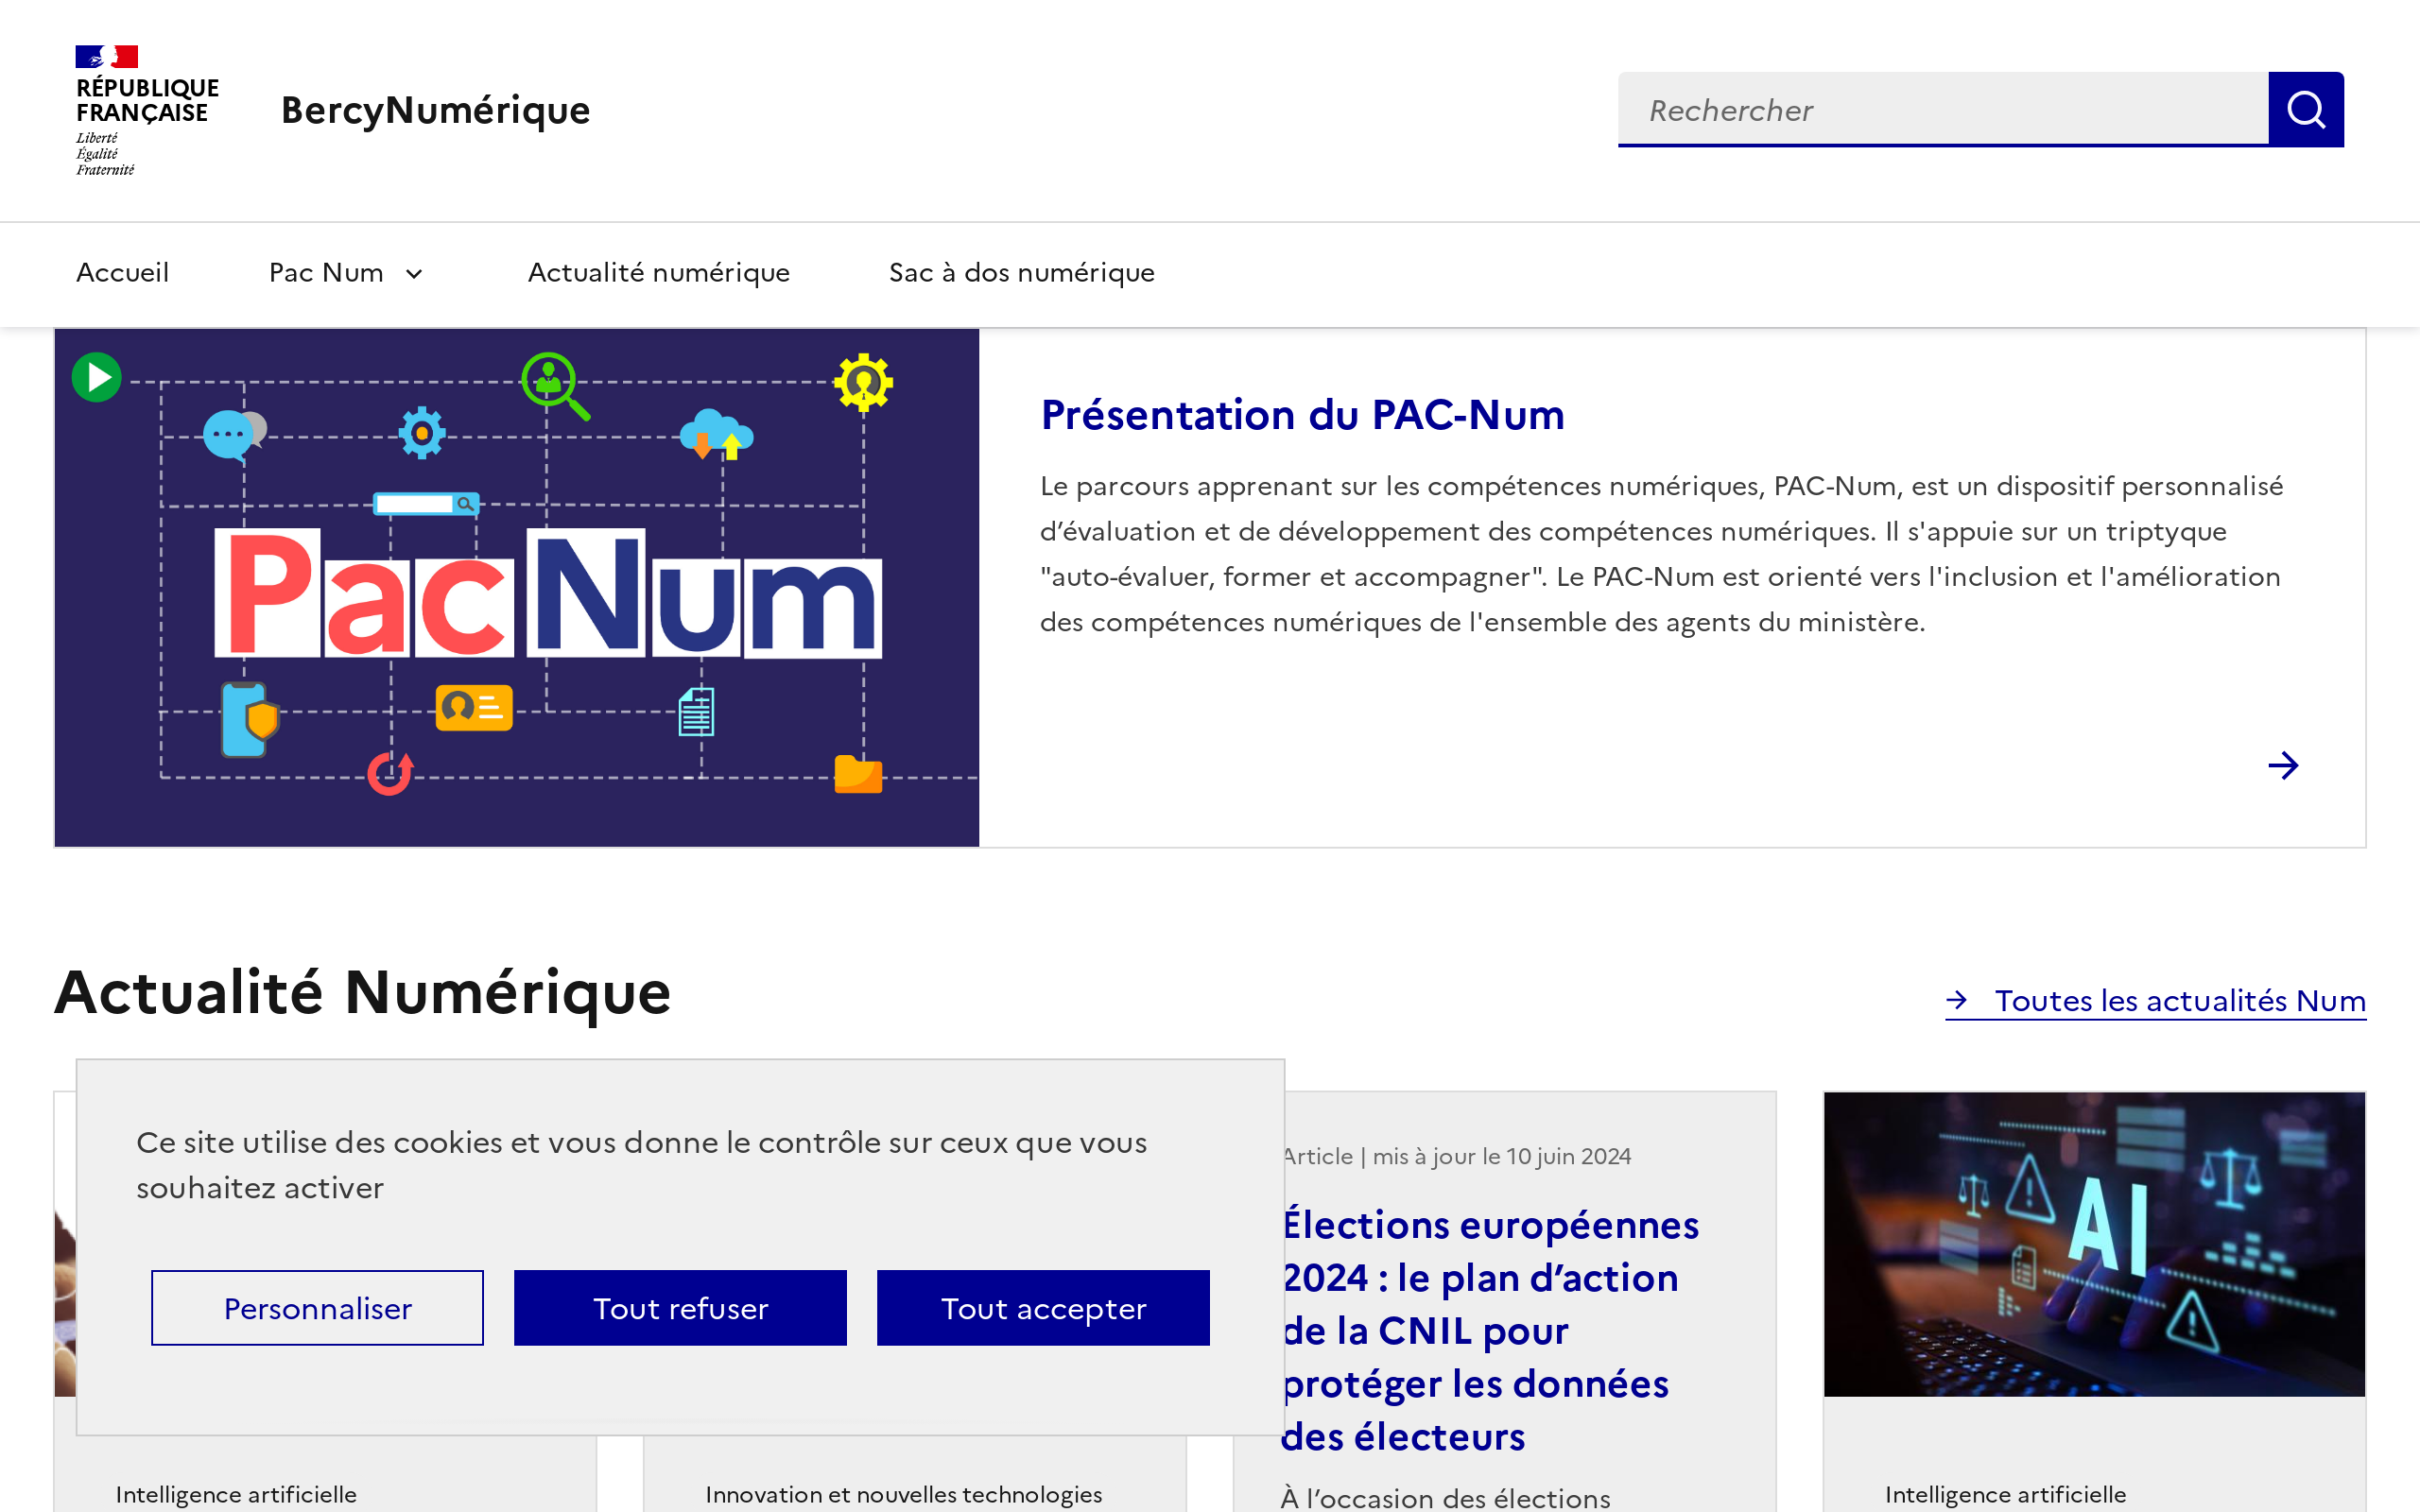 RÉPUBLIQUE
FRANÇAISE
Liberté
Égalité
Fraternité
BercyNumérique
Rechercher
Accueil
Pac Num
Actualité numérique
Sac à dos numérique
Pac Num
Présentation du PAC-Num
Le parcours apprenant sur les compétences numériques, PAC-Num, est un dispositif personnalisé
d’évaluation et de développement des compétences numériques. Il s'appuie sur un triptyque
"auto-évaluer, former et accompagner". Le PAC-Num est orienté vers l'inclusion et l'amélioration
des compétences numériques de l'ensemble des agents du ministère.
Actualité Numérique
Toutes les actualités Num
Ce site utilise des cookies et vous donne le contrôle sur ceux que vous
souhaitez activer
Personnaliser
Tout refuser
Tout accepter
Article | mis à jour le 10 juin 2024
Élections européennes
2024 : le plan d’action
de la CNIL pour
protéger les données
des électeurs
À l’occasion des élections
AI
Intelligence artificielle
Innovation et nouvelles technologies
Intelligence artificielle